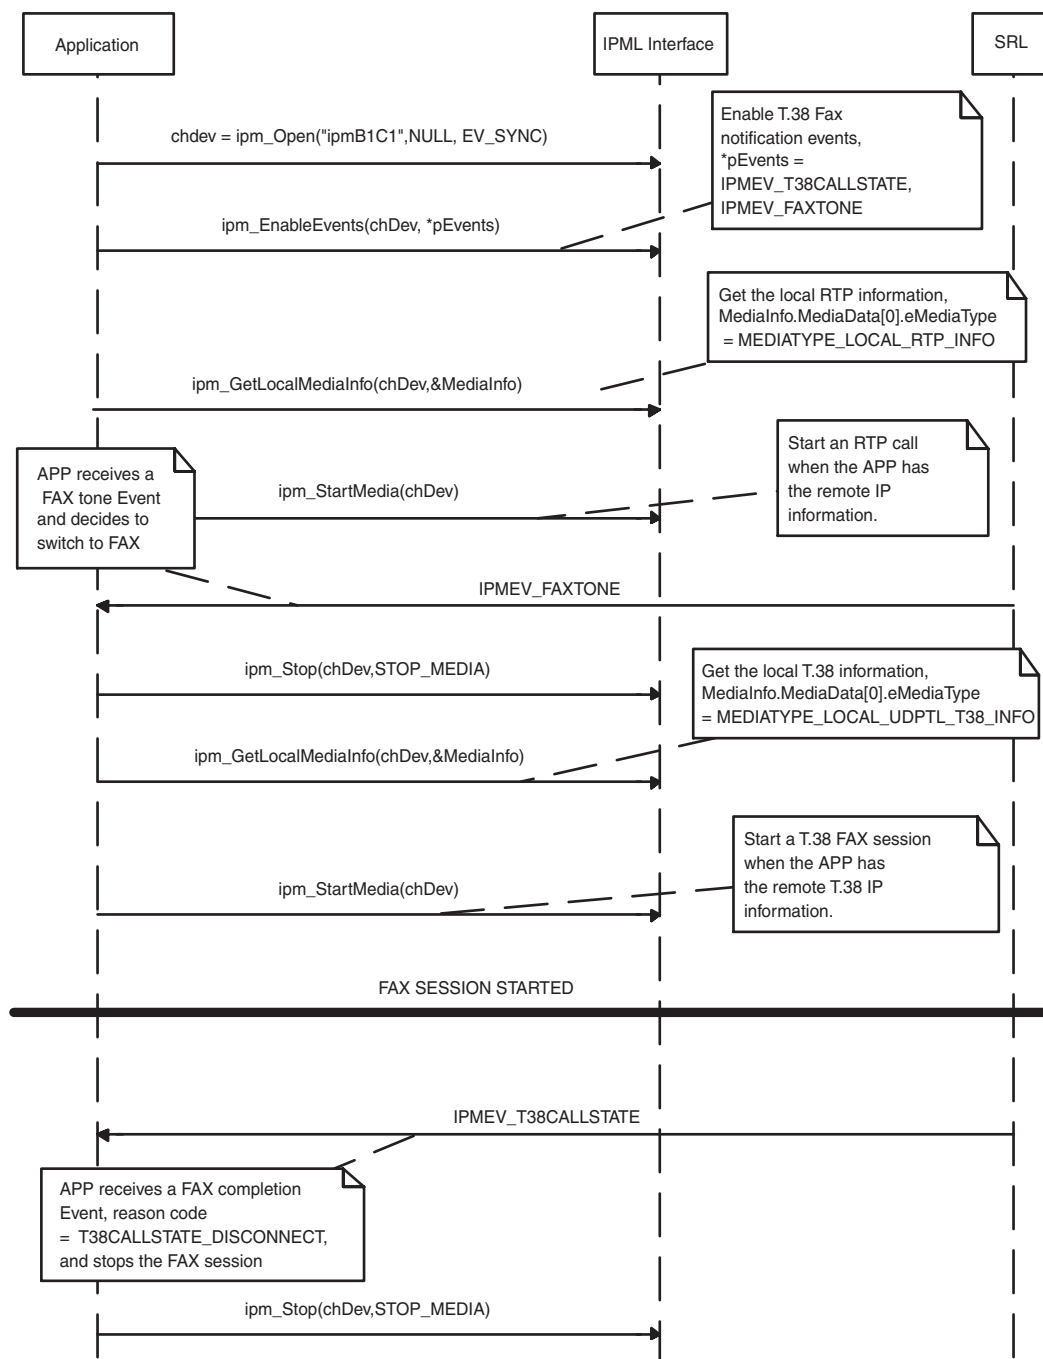 Application
IPML Interface
SRL
Enable T.38 Fax
notification events,
*pEvents =
IPMEV_T38CALLSTATE,
IPMEV_FAXTONE
chdev = ipm_Open("ipmB1C1",NULL, EV_SYNC)
ipm_EnableEvents(chDev, *pEvents)
Get the local RTP information,
MediaInfo.MediaData[0].eMediaType
= MEDIATYPE_LOCAL_RTP_INFO
ipm_GetLocalMediaInfo(chDev,&MediaInfo)
Start an RTP call
when the APP has
the remote IP
information.
APP receives a
FAX tone Event
and decides to
switch to FAX
ipm_StartMedia(chDev)
IPMEV_FAXTONE
ipm_Stop(chDev,STOP_MEDIA)
Get the local T.38 information,
MediaInfo.MediaData[0].eMediaType
= MEDIATYPE_LOCAL_UDPTL_T38_INFO
ipm_GetLocalMediaInfo(chDev,&MediaInfo)
Start a T.38 FAX session
when the APP has
the remote T.38 IP
information.
ipm_StartMedia(chDev)
FAX SESSION STARTED
IPMEV_T38CALLSTATE
APP receives a FAX completion
Event, reason code
= T38CALLSTATE_DISCONNECT,
and stops the FAX session
ipm_Stop(chDev,STOP_MEDIA)